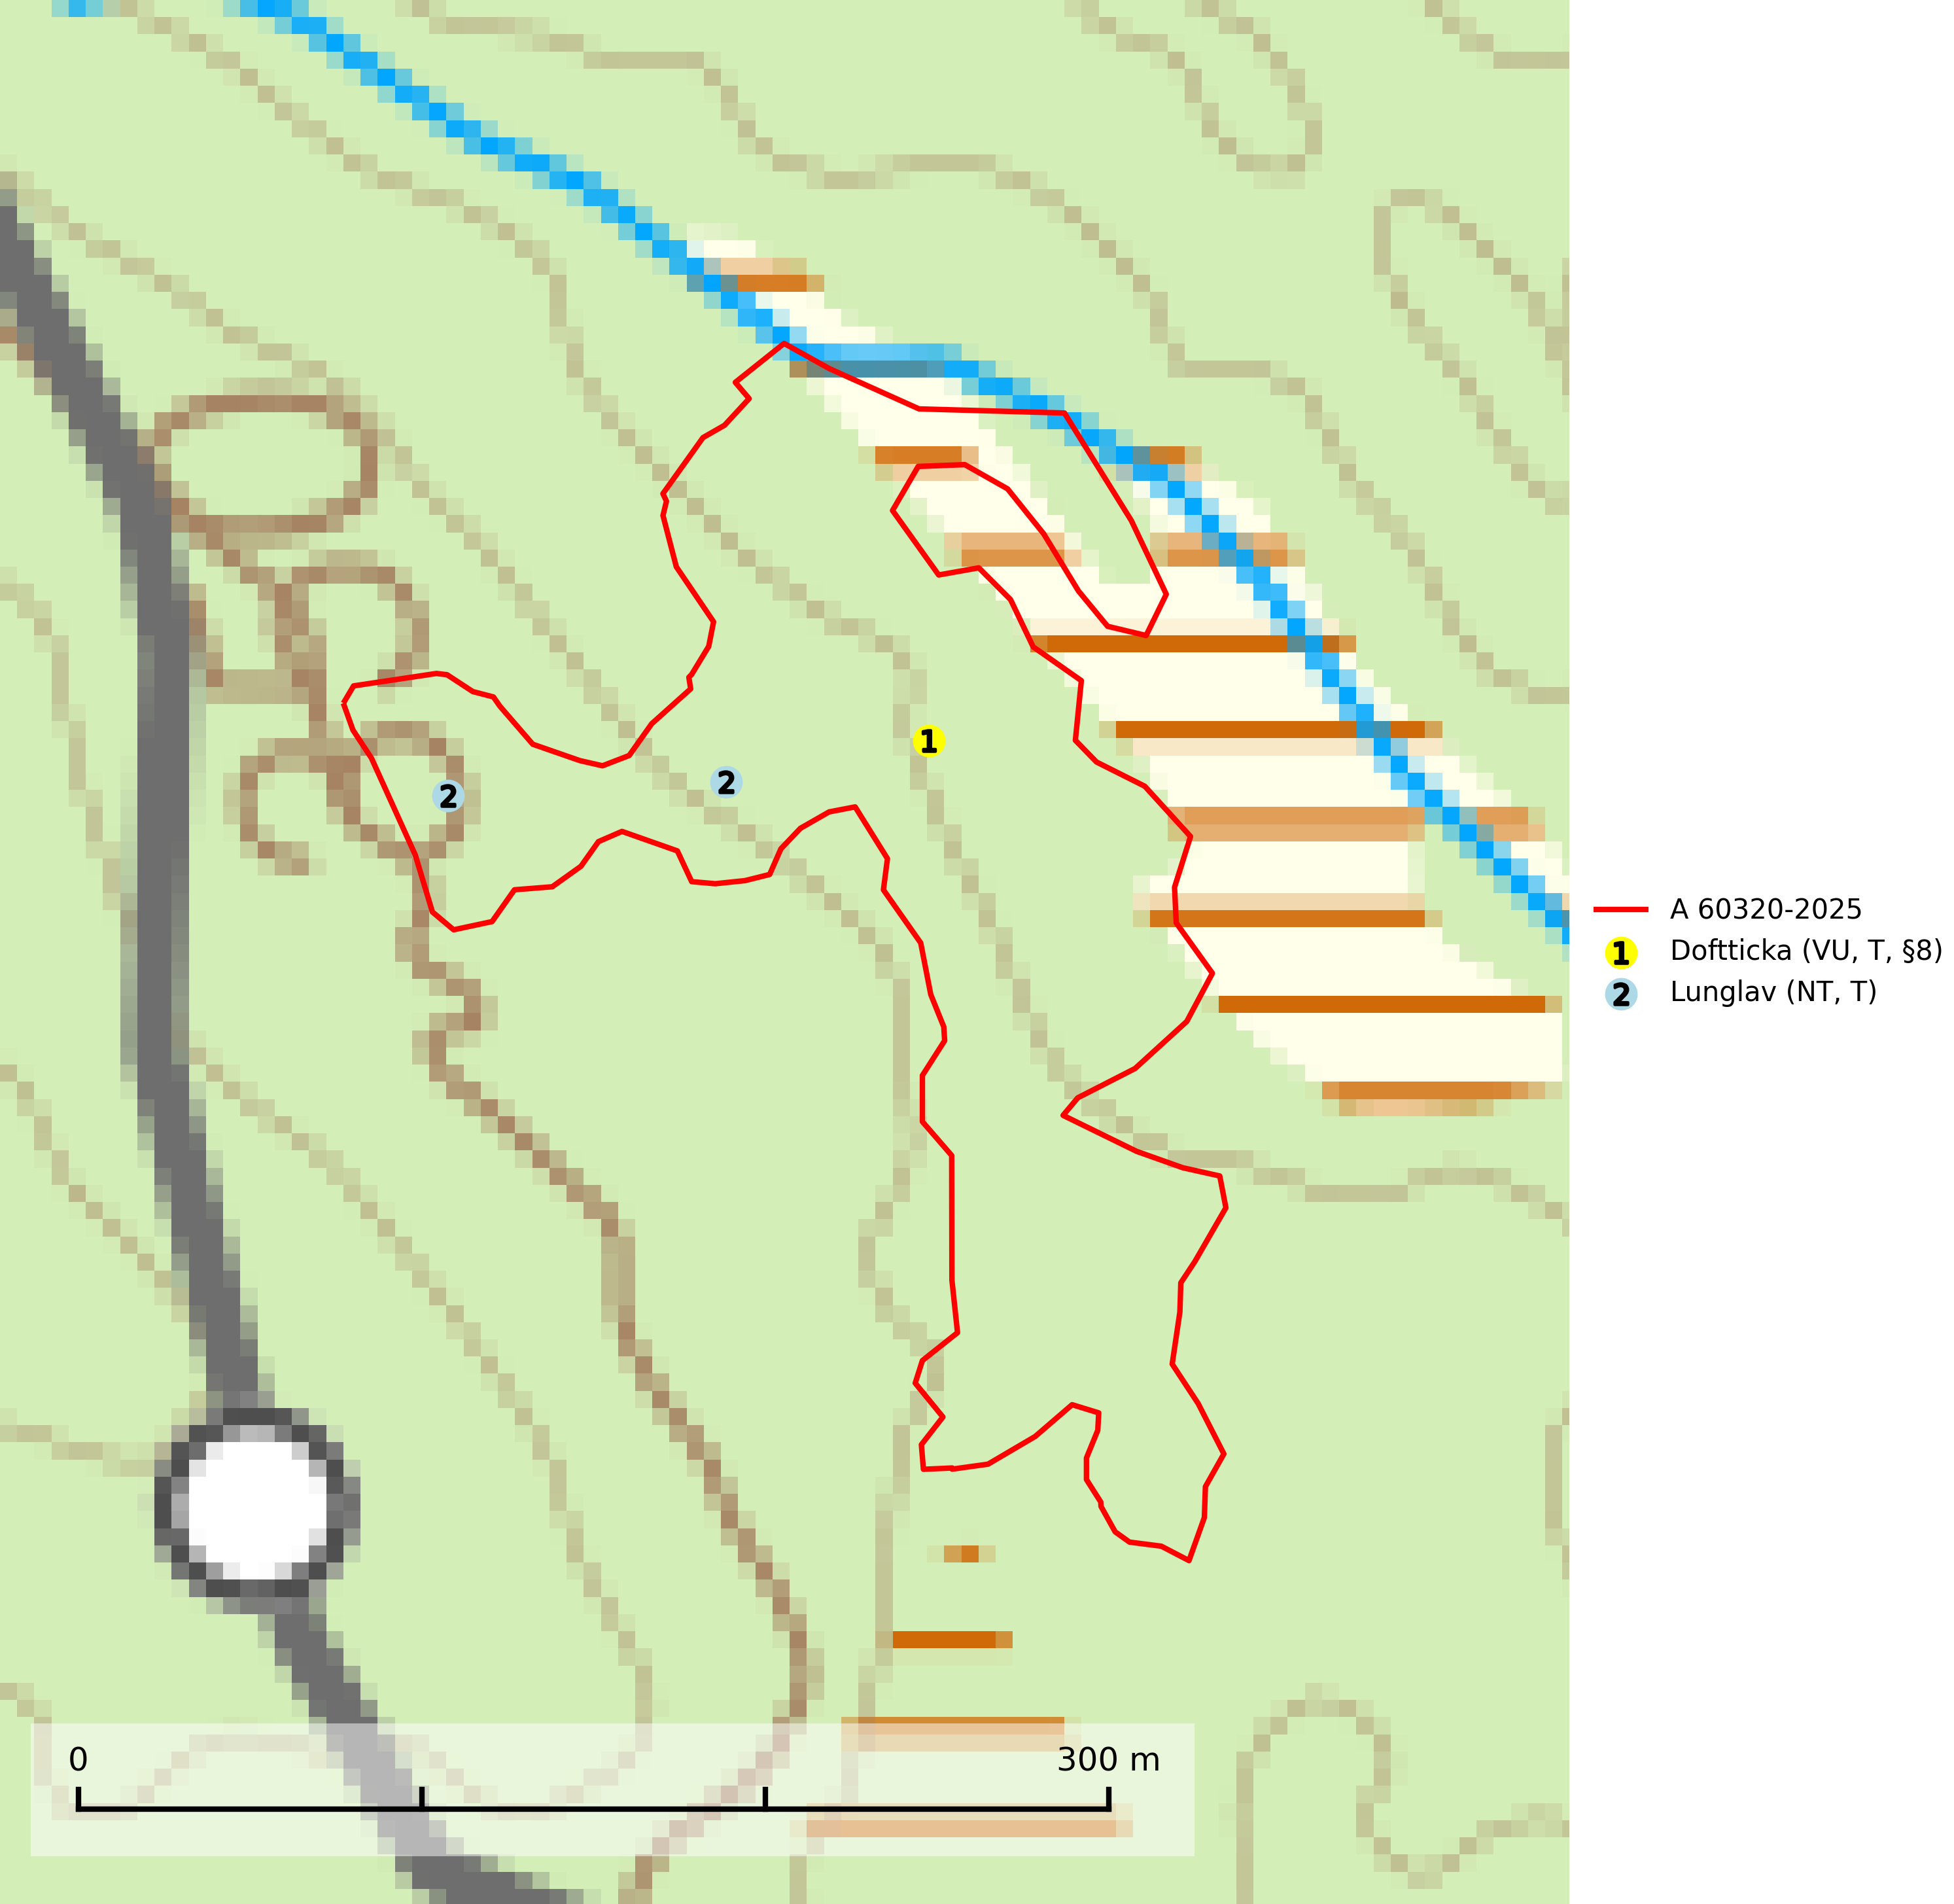 1
2
2
A 60320-2025
1 Doftticka (VU, T, §8)
2 Lunglav (NT, T)
0 300 m